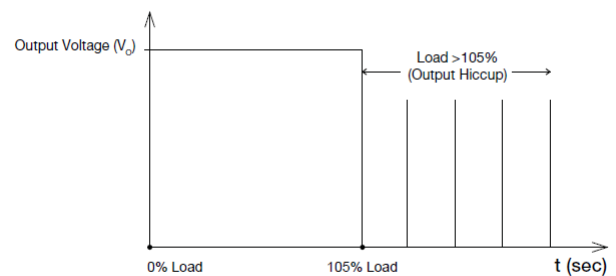 Output Voltage (Vo)
Load >105%
(Output Hiccup)
0% Load
105% Load
t (sec)